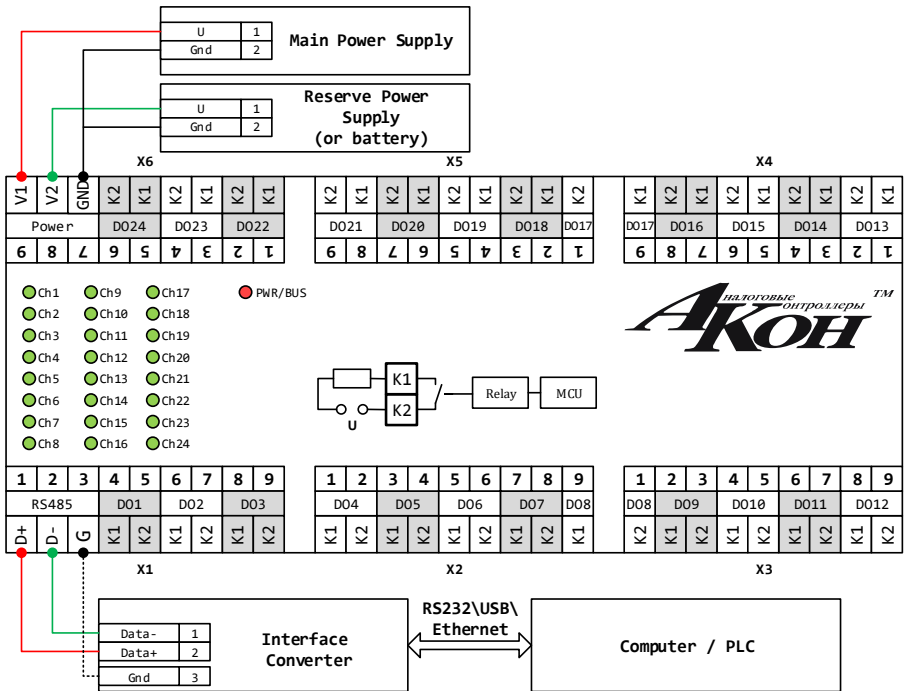 U 1
Gnd 2
Main Power Supply
U 1
Gnd 2
Reserve Power
Supply
(or battery)
X6 X5 X4
V1 V2 GND K2 K1 K2 K1 K2 K1
K2 K1 K2 K1 K2 K1 K2 K1 K2
K1 K2 K1 K2 K1 K2 K1 K2 K1
Power DO24 DO23 DO22
DO21 DO20 DO19 DO18 DO17
DO17 DO16 DO15 DO14 DO13
9 8 7 6 5 4 3 2 1
9 8 7 6 5 4 3 2 1
9 8 7 6 5 4 3 2 1
Ch1 Ch9 Ch17 PWR/BUS
Ch2 Ch10 Ch18
Ch3 Ch11 Ch19
Ch4 Ch12 Ch20
Ch5 Ch13 Ch21
Ch6 Ch14 Ch22
Ch7 Ch15 Ch23
Ch8 Ch16 Ch24
Аналоговые Контроллеры TM
АКОН
K1
K2
U
Relay
MCU
1 2 3 4 5 6 7 8 9
1 2 3 4 5 6 7 8 9
1 2 3 4 5 6 7 8 9
RS485 DO1 DO2 DO3
DO4 DO5 DO6 DO7 DO8
DO8 DO9 DO10 DO11 DO12
D+ D- G K1 K2 K1 K2 K1 K2
K1 K2 K1 K2 K1 K2 K1 K2 K1
K2 K1 K2 K1 K2 K1 K2 K1 K2
X1 X2 X3
Data- 1
Data+ 2
Gnd 3
Interface
Converter
RS232\USB\
Ethernet
Computer / PLC